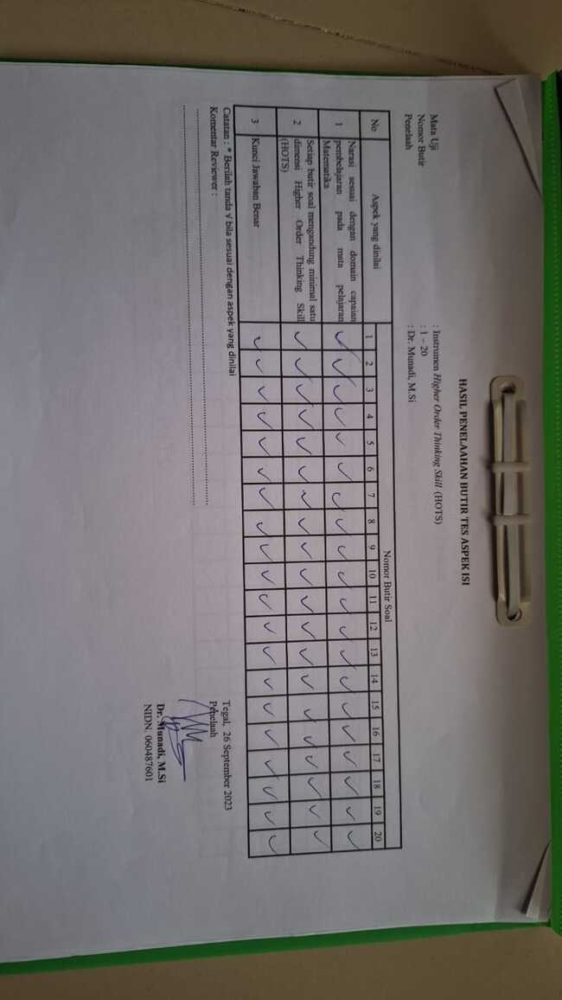 HASIL PENELAAHAN BUTIR TES ASPEK ISI
Mata Uji : Instrumen Higher Order Thinking Skill (HOTS)
Nomor Butir : 1 – 20
Penelaah : Dr. Munadi, M.Si
No Aspek yang dinilai Nomor Butir Soal
1 2 3 4 5 6 7 8 9 10 11 12 13 14 15 16 17 18 19 20
1 Narasi sesuai dengan domain capaian
pembelajaran pada mata pelajaran
Matematika ✓ ✓ ✓ ✓ ✓ ✓ ✓ ✓ ✓ ✓ ✓ ✓ ✓ ✓ ✓ ✓ ✓ ✓ ✓ ✓
2 Setiap butir soal mengandung minimal satu
dimensi Higher Order Thinking Skill
(HOTS) ✓ ✓ ✓ ✓ ✓ ✓ ✓ ✓ ✓ ✓ ✓ ✓ ✓ ✓ ✓ ✓ ✓ ✓ ✓ ✓
3 Kunci Jawaban Benar ✓ ✓ ✓ ✓ ✓ ✓ ✓ ✓ ✓ ✓ ✓ ✓ ✓ ✓ ✓ ✓ ✓ ✓ ✓ ✓
Catatan : * Berilah tanda √ bila sesuai dengan aspek yang dinilai
Komentar Reviewer :
Tegal, 26 September 2023
Penelaah
Dr. Munadi, M.Si
NIDN. 060487601